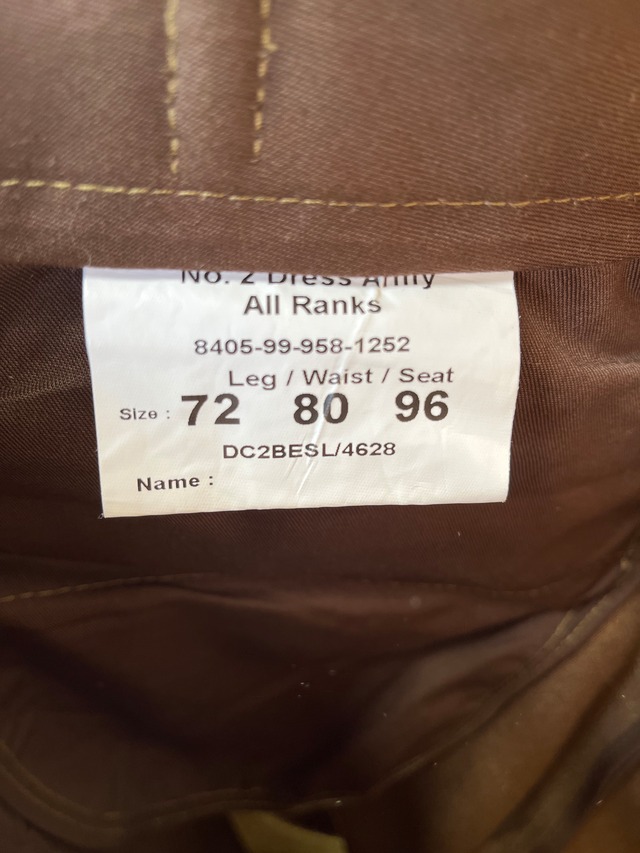 No. 2 Dress Army
All Ranks
8405-99-958-1252
Leg / Waist / Seat
Size : 72 80 96
DC2BESL/4628
Name :